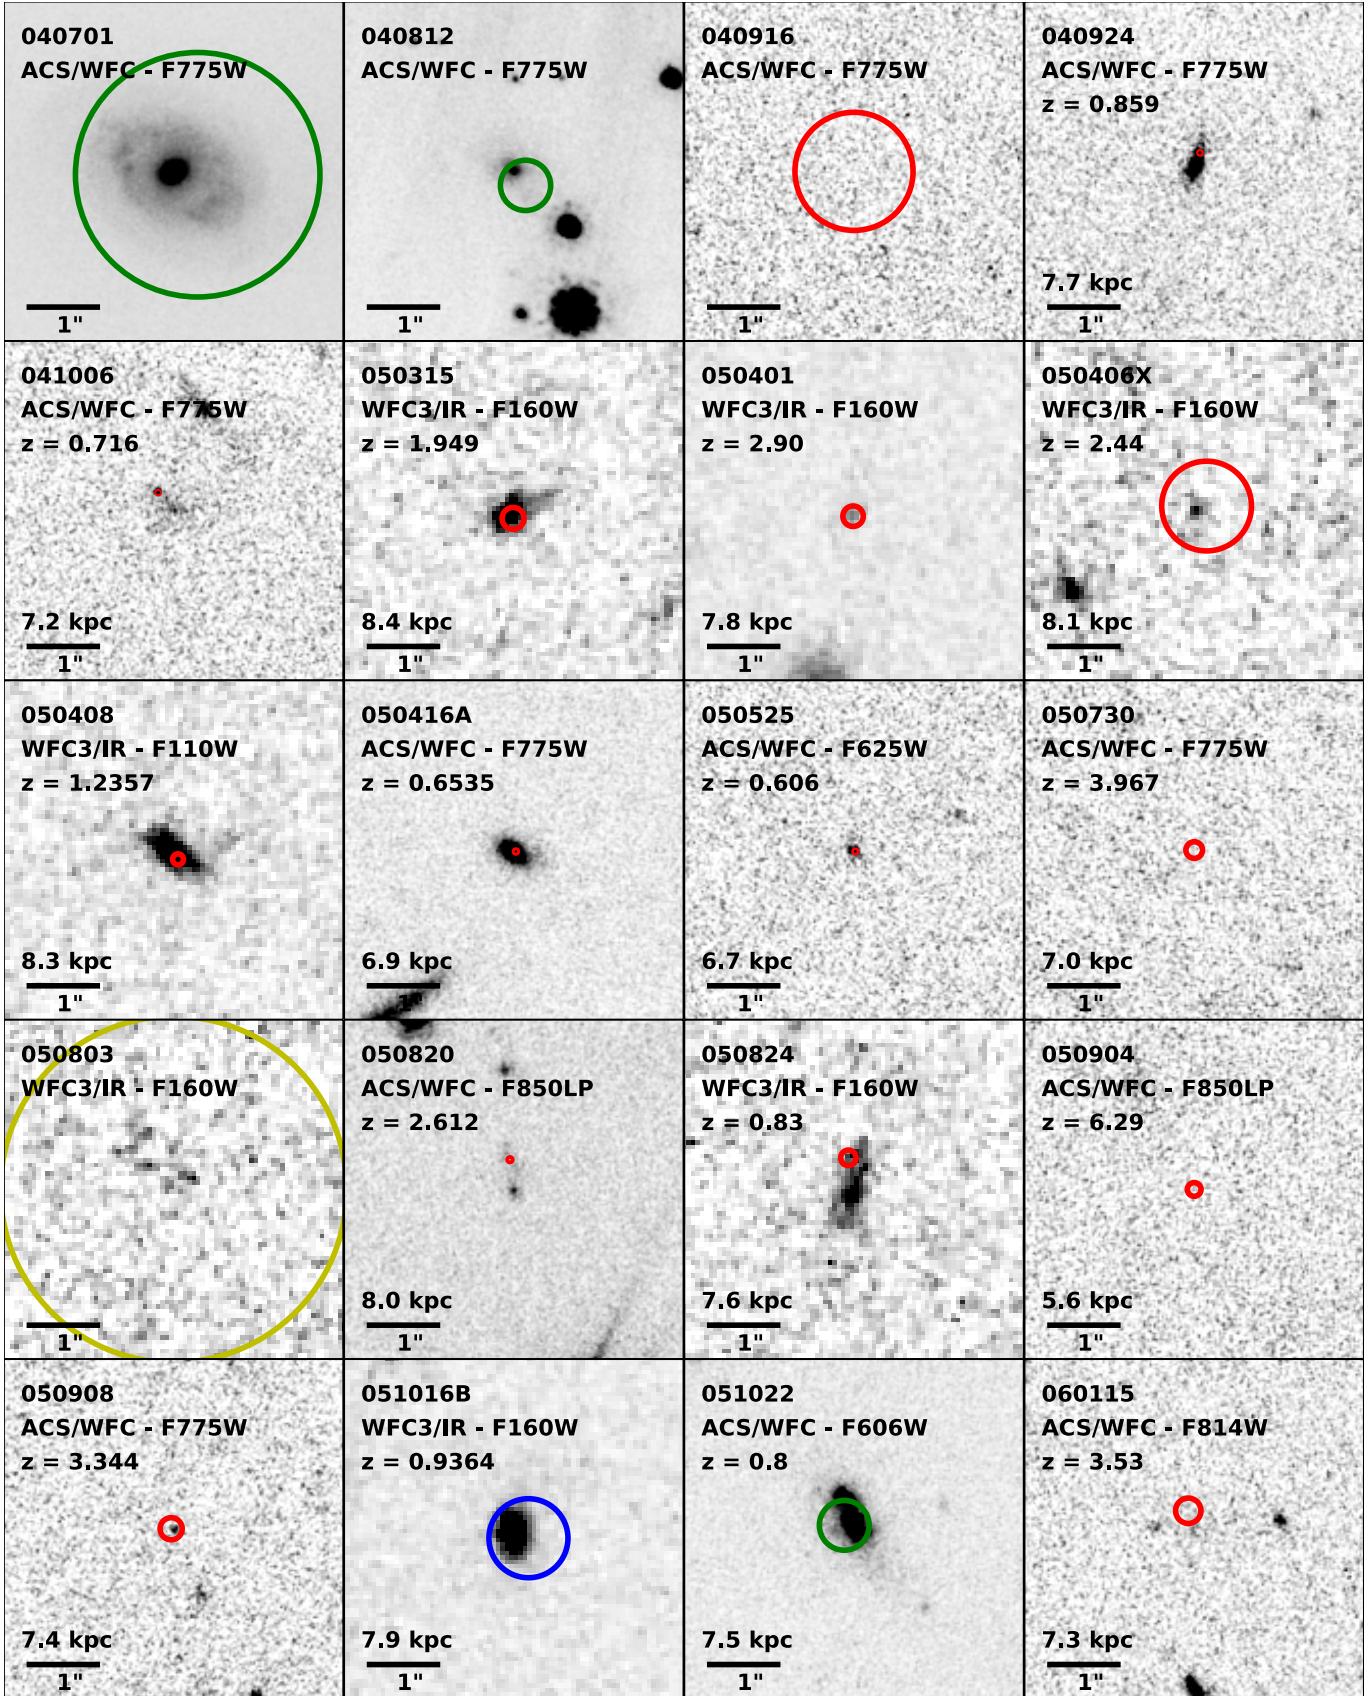 040701
ACS/WFC - F775W
1"
040812
ACS/WFC - F775W
1"
040916
ACS/WFC - F775W
1"
040924
ACS/WFC - F775W
z = 0.859
7.7 kpc
1"
041006
ACS/WFC - F775W
z = 0.716
7.2 kpc
1"
050315
WFC3/IR - F160W
z = 1.949
8.4 kpc
1"
050401
WFC3/IR - F160W
z = 2.90
7.8 kpc
1"
050406X
WFC3/IR - F160W
z = 2.44
8.1 kpc
1"
050408
WFC3/IR - F110W
z = 1.2357
8.3 kpc
1"
050416A
ACS/WFC - F775W
z = 0.6535
6.9 kpc
1"
050525
ACS/WFC - F625W
z = 0.606
6.7 kpc
1"
050730
ACS/WFC - F775W
z = 3.967
7.0 kpc
1"
050803
WFC3/IR - F160W
1"
050820
ACS/WFC - F850LP
z = 2.612
8.0 kpc
1"
050824
WFC3/IR - F160W
z = 0.83
7.6 kpc
1"
050904
ACS/WFC - F850LP
z = 6.29
5.6 kpc
1"
050908
ACS/WFC - F775W
z = 3.344
7.4 kpc
1"
051016B
WFC3/IR - F160W
z = 0.9364
7.9 kpc
1"
051022
ACS/WFC - F606W
z = 0.8
7.5 kpc
1"
060115
ACS/WFC - F814W
z = 3.53
7.3 kpc
1"